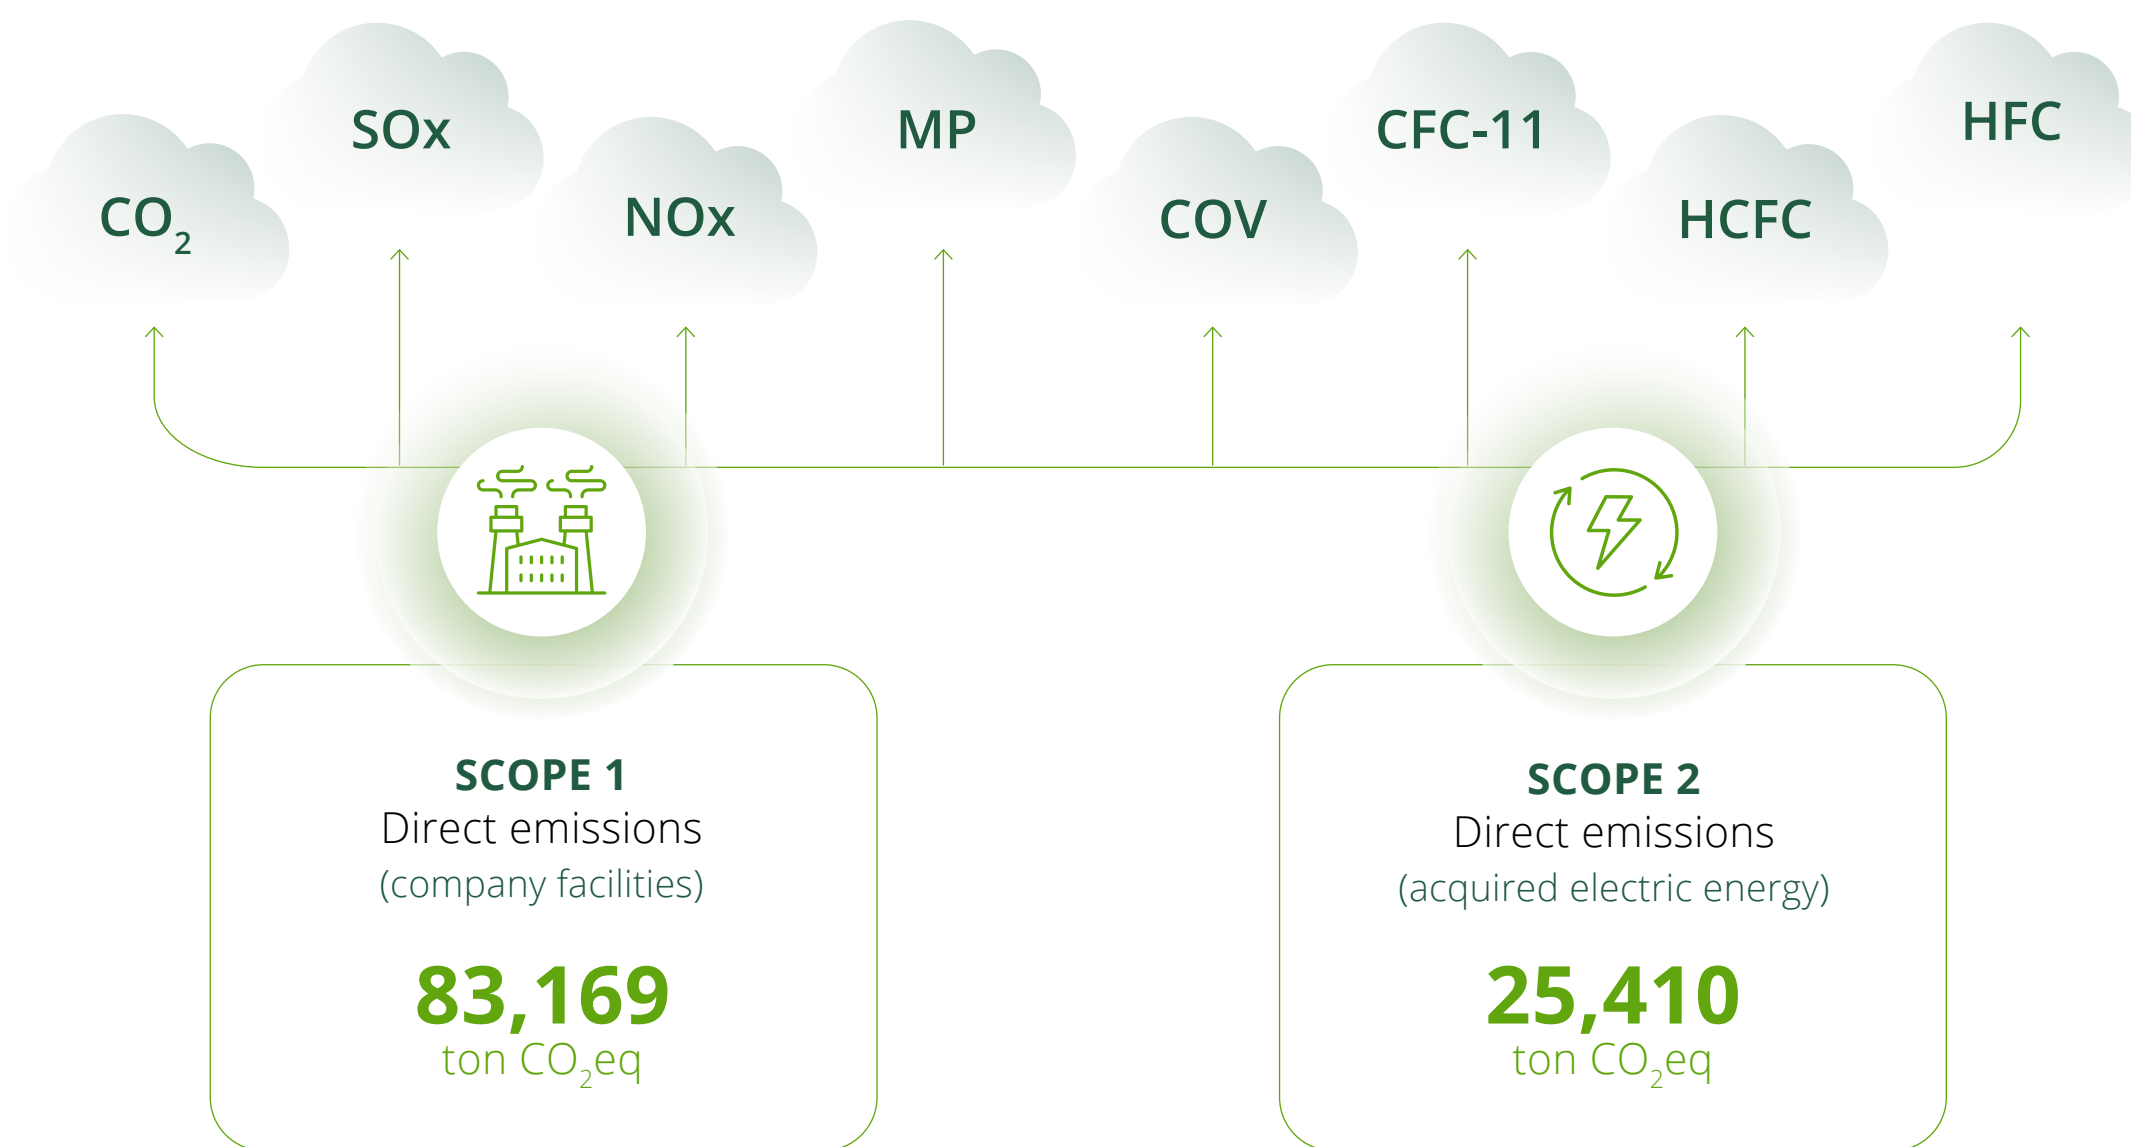 CO₂
SOx
NOx
MP
COV
CFC-11
HCFC
HFC
SCOPE 1
Direct emissions
(company facilities)
83,169
ton CO₂eq
SCOPE 2
Direct emissions
(acquired electric energy)
25,410
ton CO₂eq